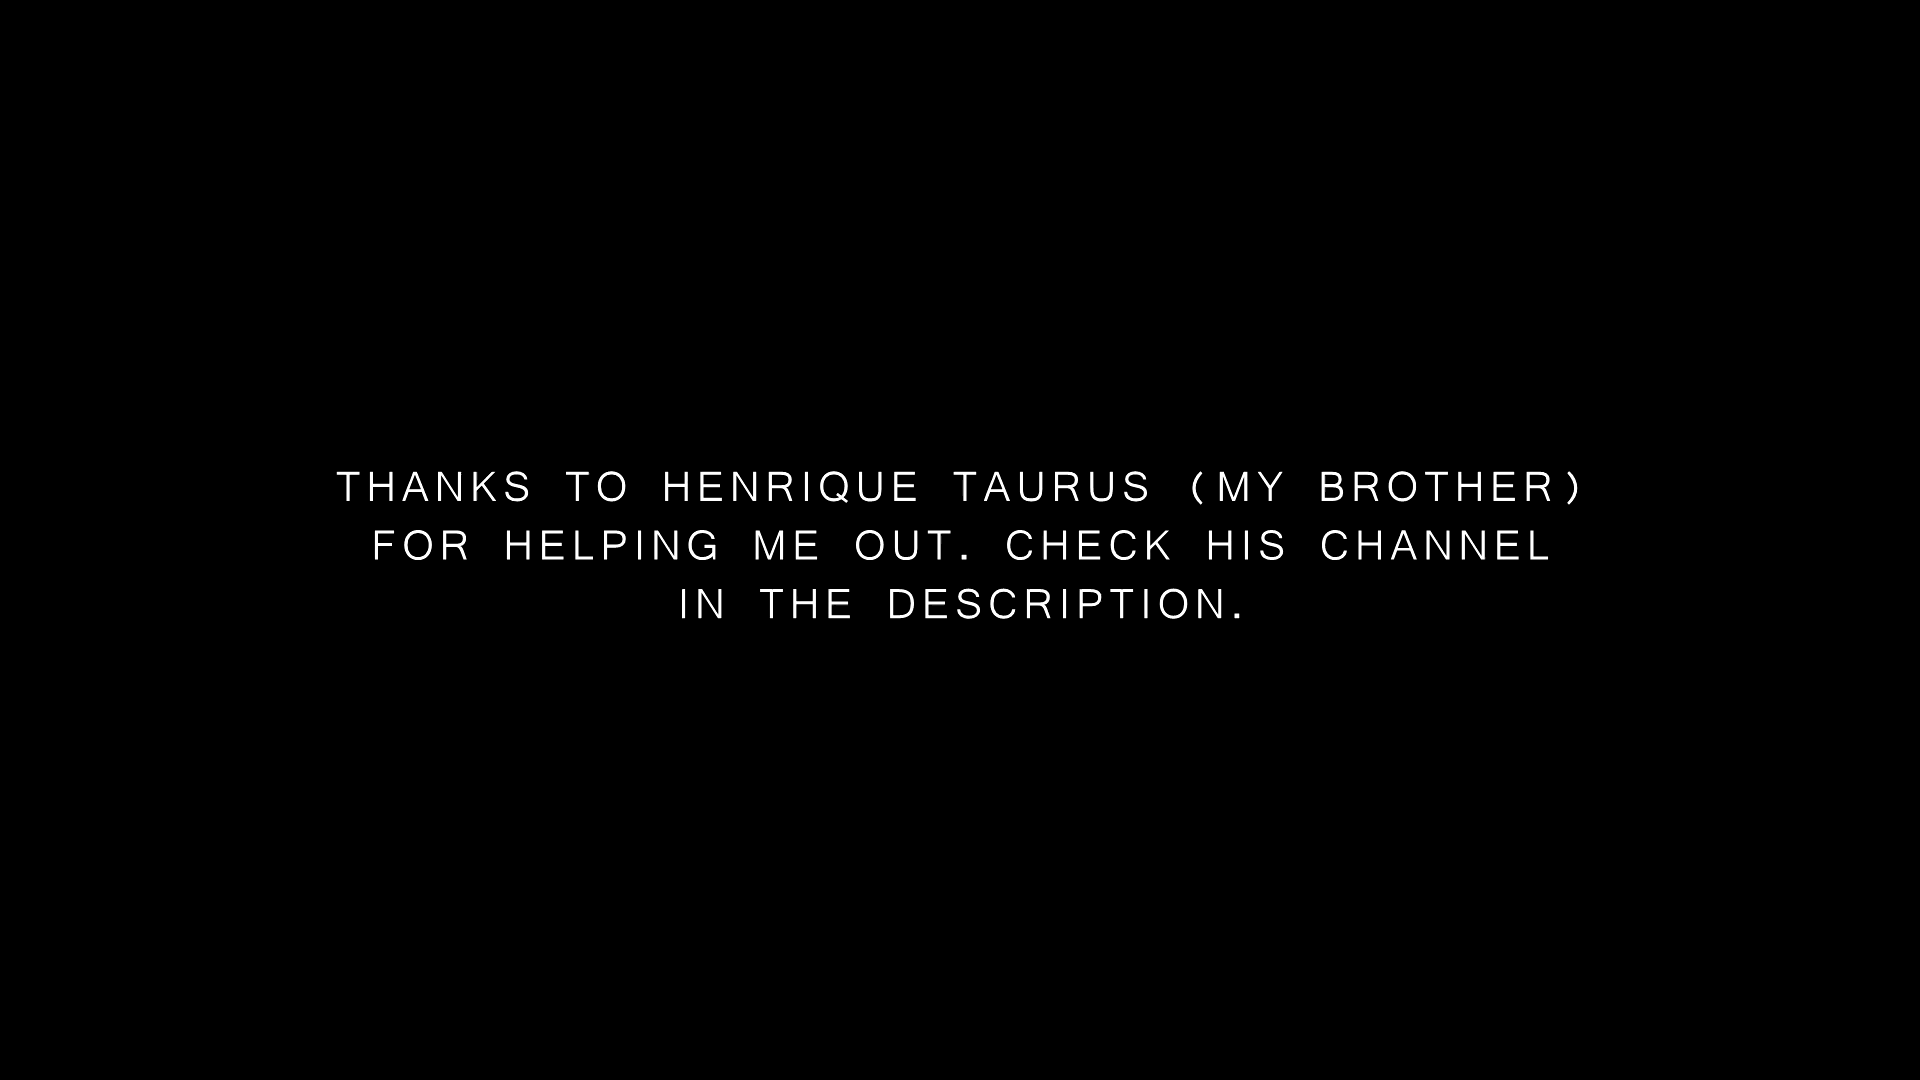 THANKS TO HENRIQUE TAURUS (MY BROTHER)
FOR HELPING ME OUT. CHECK HIS CHANNEL
IN THE DESCRIPTION.